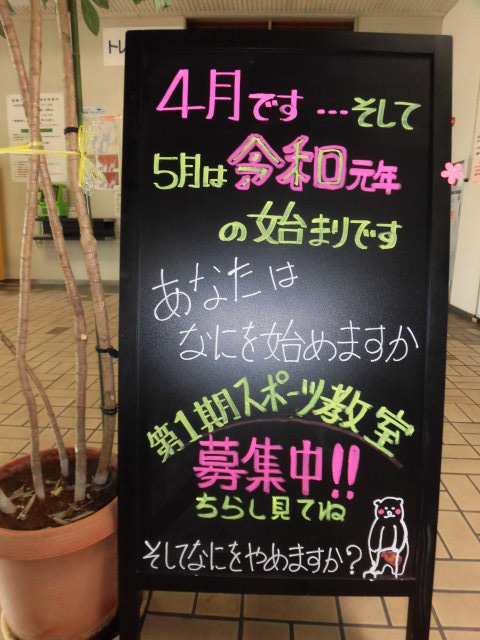 トレ
４月です…そして
５月は令和元年
の始まりです
あなたは
なにを始めますか
第１期スポーツ教室
募集中!!
ちらし見てね
そしてなにをやめますか？